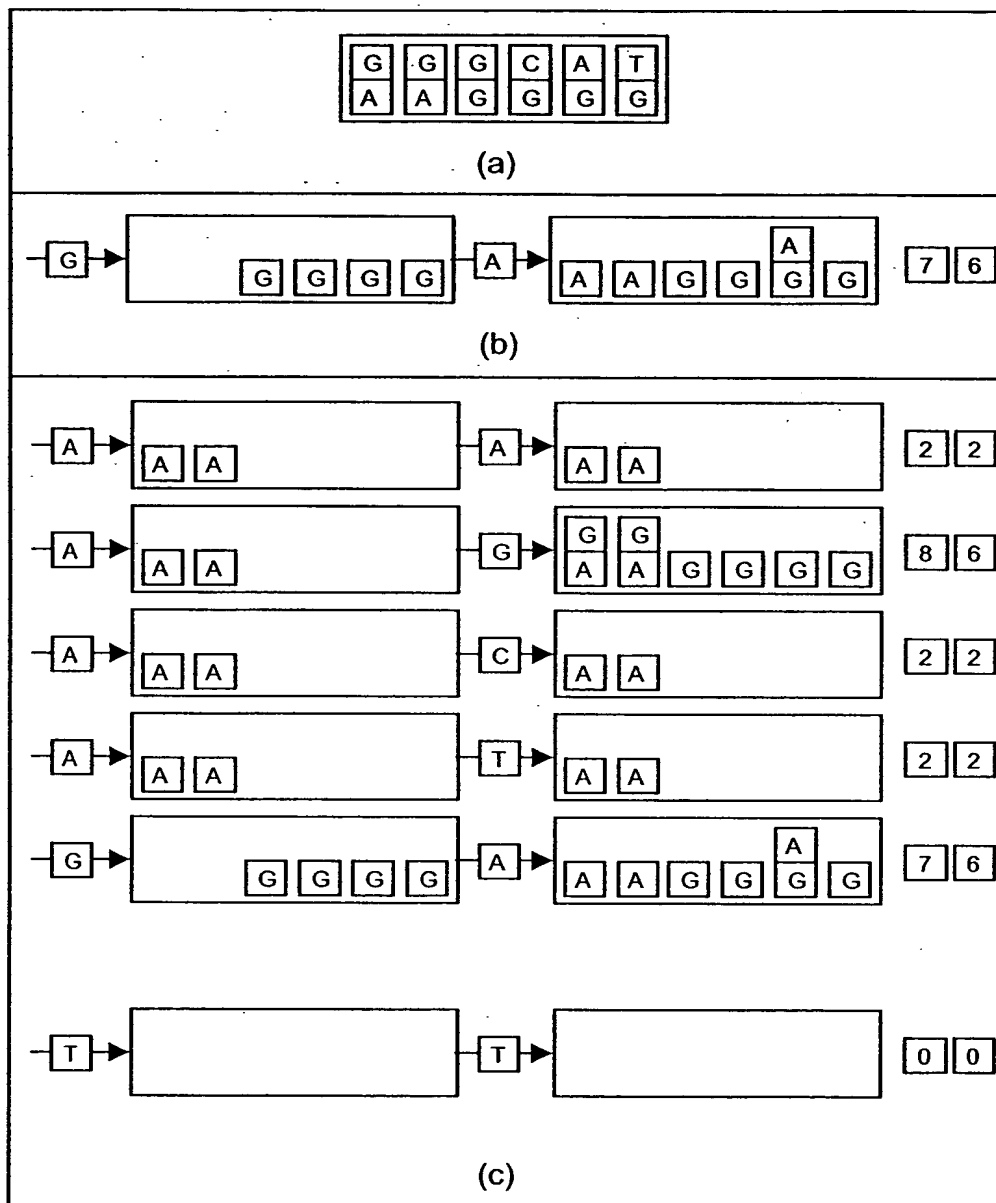 G G G C A T
A A G G G G
(a)
A
G G G G G A A A G G G G 7 6
(b)
A A A A A A 2 2
G G
A A A G A A G G G G 8 6
A A A C A A 2 2
A A A T A A 2 2
A
G G G G G A A A G G G G 7 6
T T 0 0
(c)